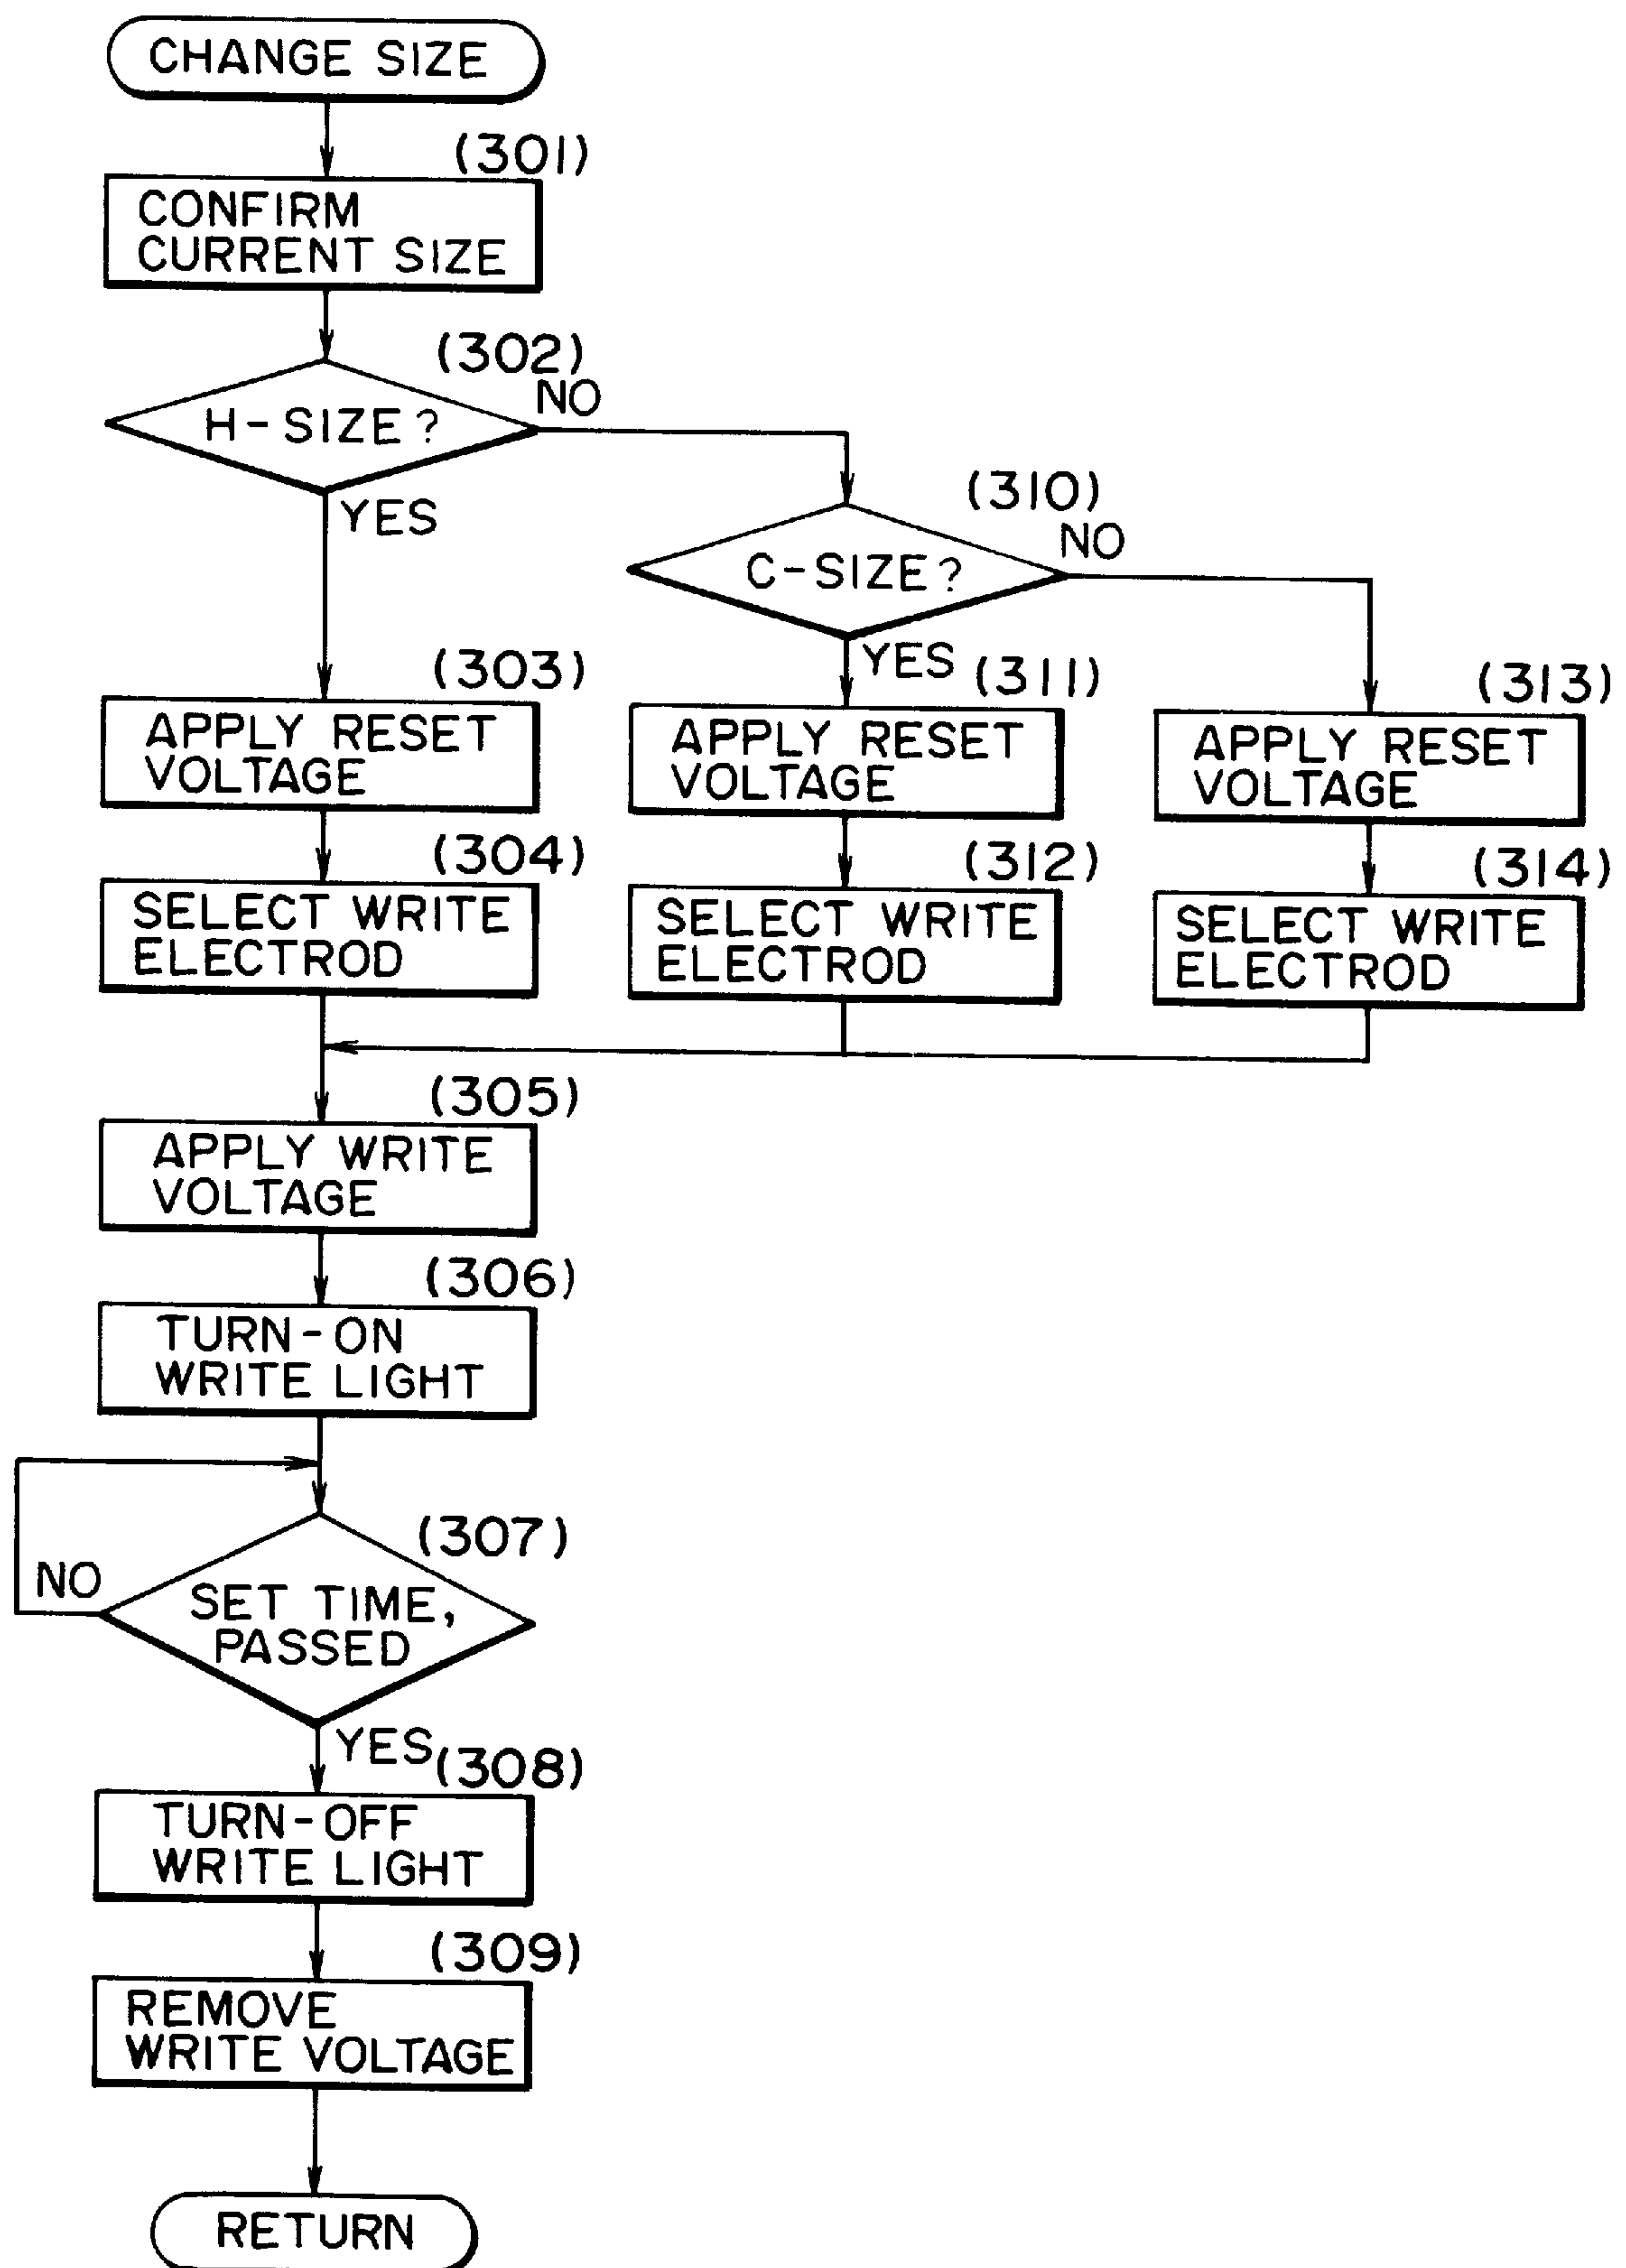 CHANGE SIZE
(301)
CONFIRM
CURRENT SIZE
(302)
NO
H-SIZE?
YES
(310)
NO
C-SIZE?
YES
(303)
APPLY RESET
VOLTAGE
(311)
APPLY RESET
VOLTAGE
(313)
APPLY RESET
VOLTAGE
(304)
SELECT WRITE
ELECTROD
(312)
SELECT WRITE
ELECTROD
(314)
SELECT WRITE
ELECTROD
(305)
APPLY WRITE
VOLTAGE
(306)
TURN-ON
WRITE LIGHT
(307)
NO
SET TIME,
PASSED
YES
(308)
TURN-OFF
WRITE LIGHT
(309)
REMOVE
WRITE VOLTAGE
RETURN